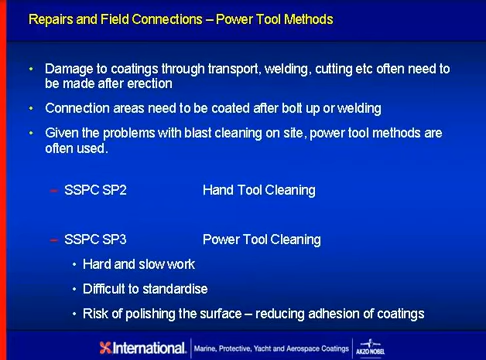 Repairs and Field Connections – Power Tool Methods
• Damage to coatings through transport, welding, cutting etc often need to
be made after erection
• Connection areas need to be coated after bolt up or welding
• Given the problems with blast cleaning on site, power tool methods are
often used.
– SSPC SP2 Hand Tool Cleaning
– SSPC SP3 Power Tool Cleaning
• Hard and slow work
• Difficult to standardise
• Risk of polishing the surface – reducing adhesion of coatings
International. Marine, Protective, Yacht and Aerospace Coatings AKZO NOBEL